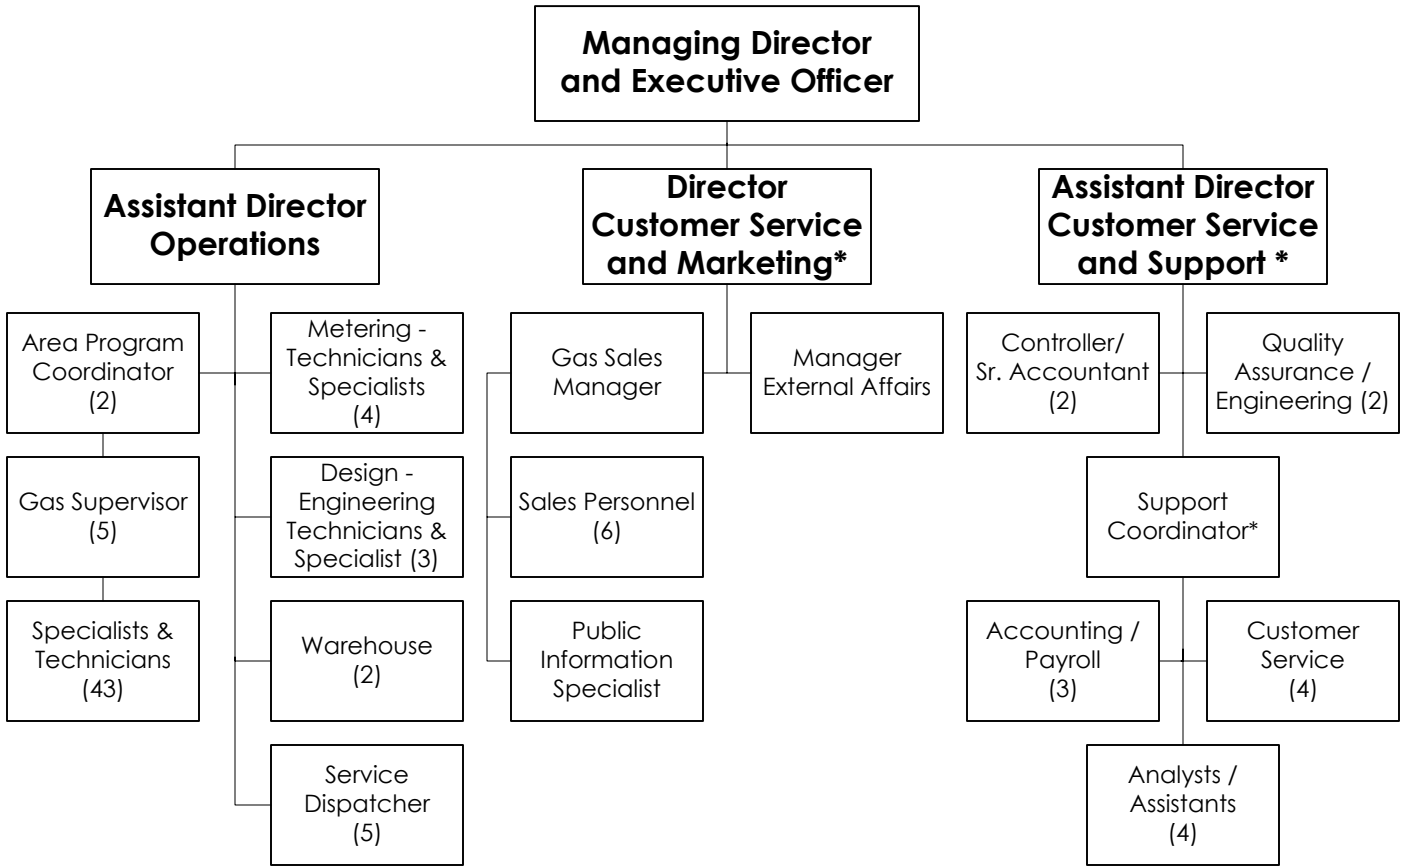 Managing Director
and Executive Officer
Assistant Director
Operations
Director
Customer Service
and Marketing*
Assistant Director
Customer Service
and Support *
Area Program
Coordinator
(2)
Metering -
Technicians &
Specialists
(4)
Gas Sales
Manager
Manager
External Affairs
Controller/
Sr. Accountant
(2)
Quality
Assurance /
Engineering (2)
Gas Supervisor
(5)
Design -
Engineering
Technicians &
Specialist (3)
Sales Personnel
(6)
Support
Coordinator*
Specialists &
Technicians
(43)
Warehouse
(2)
Public
Information
Specialist
Accounting /
Payroll
(3)
Customer
Service
(4)
Service
Dispatcher
(5)
Analysts /
Assistants
(4)